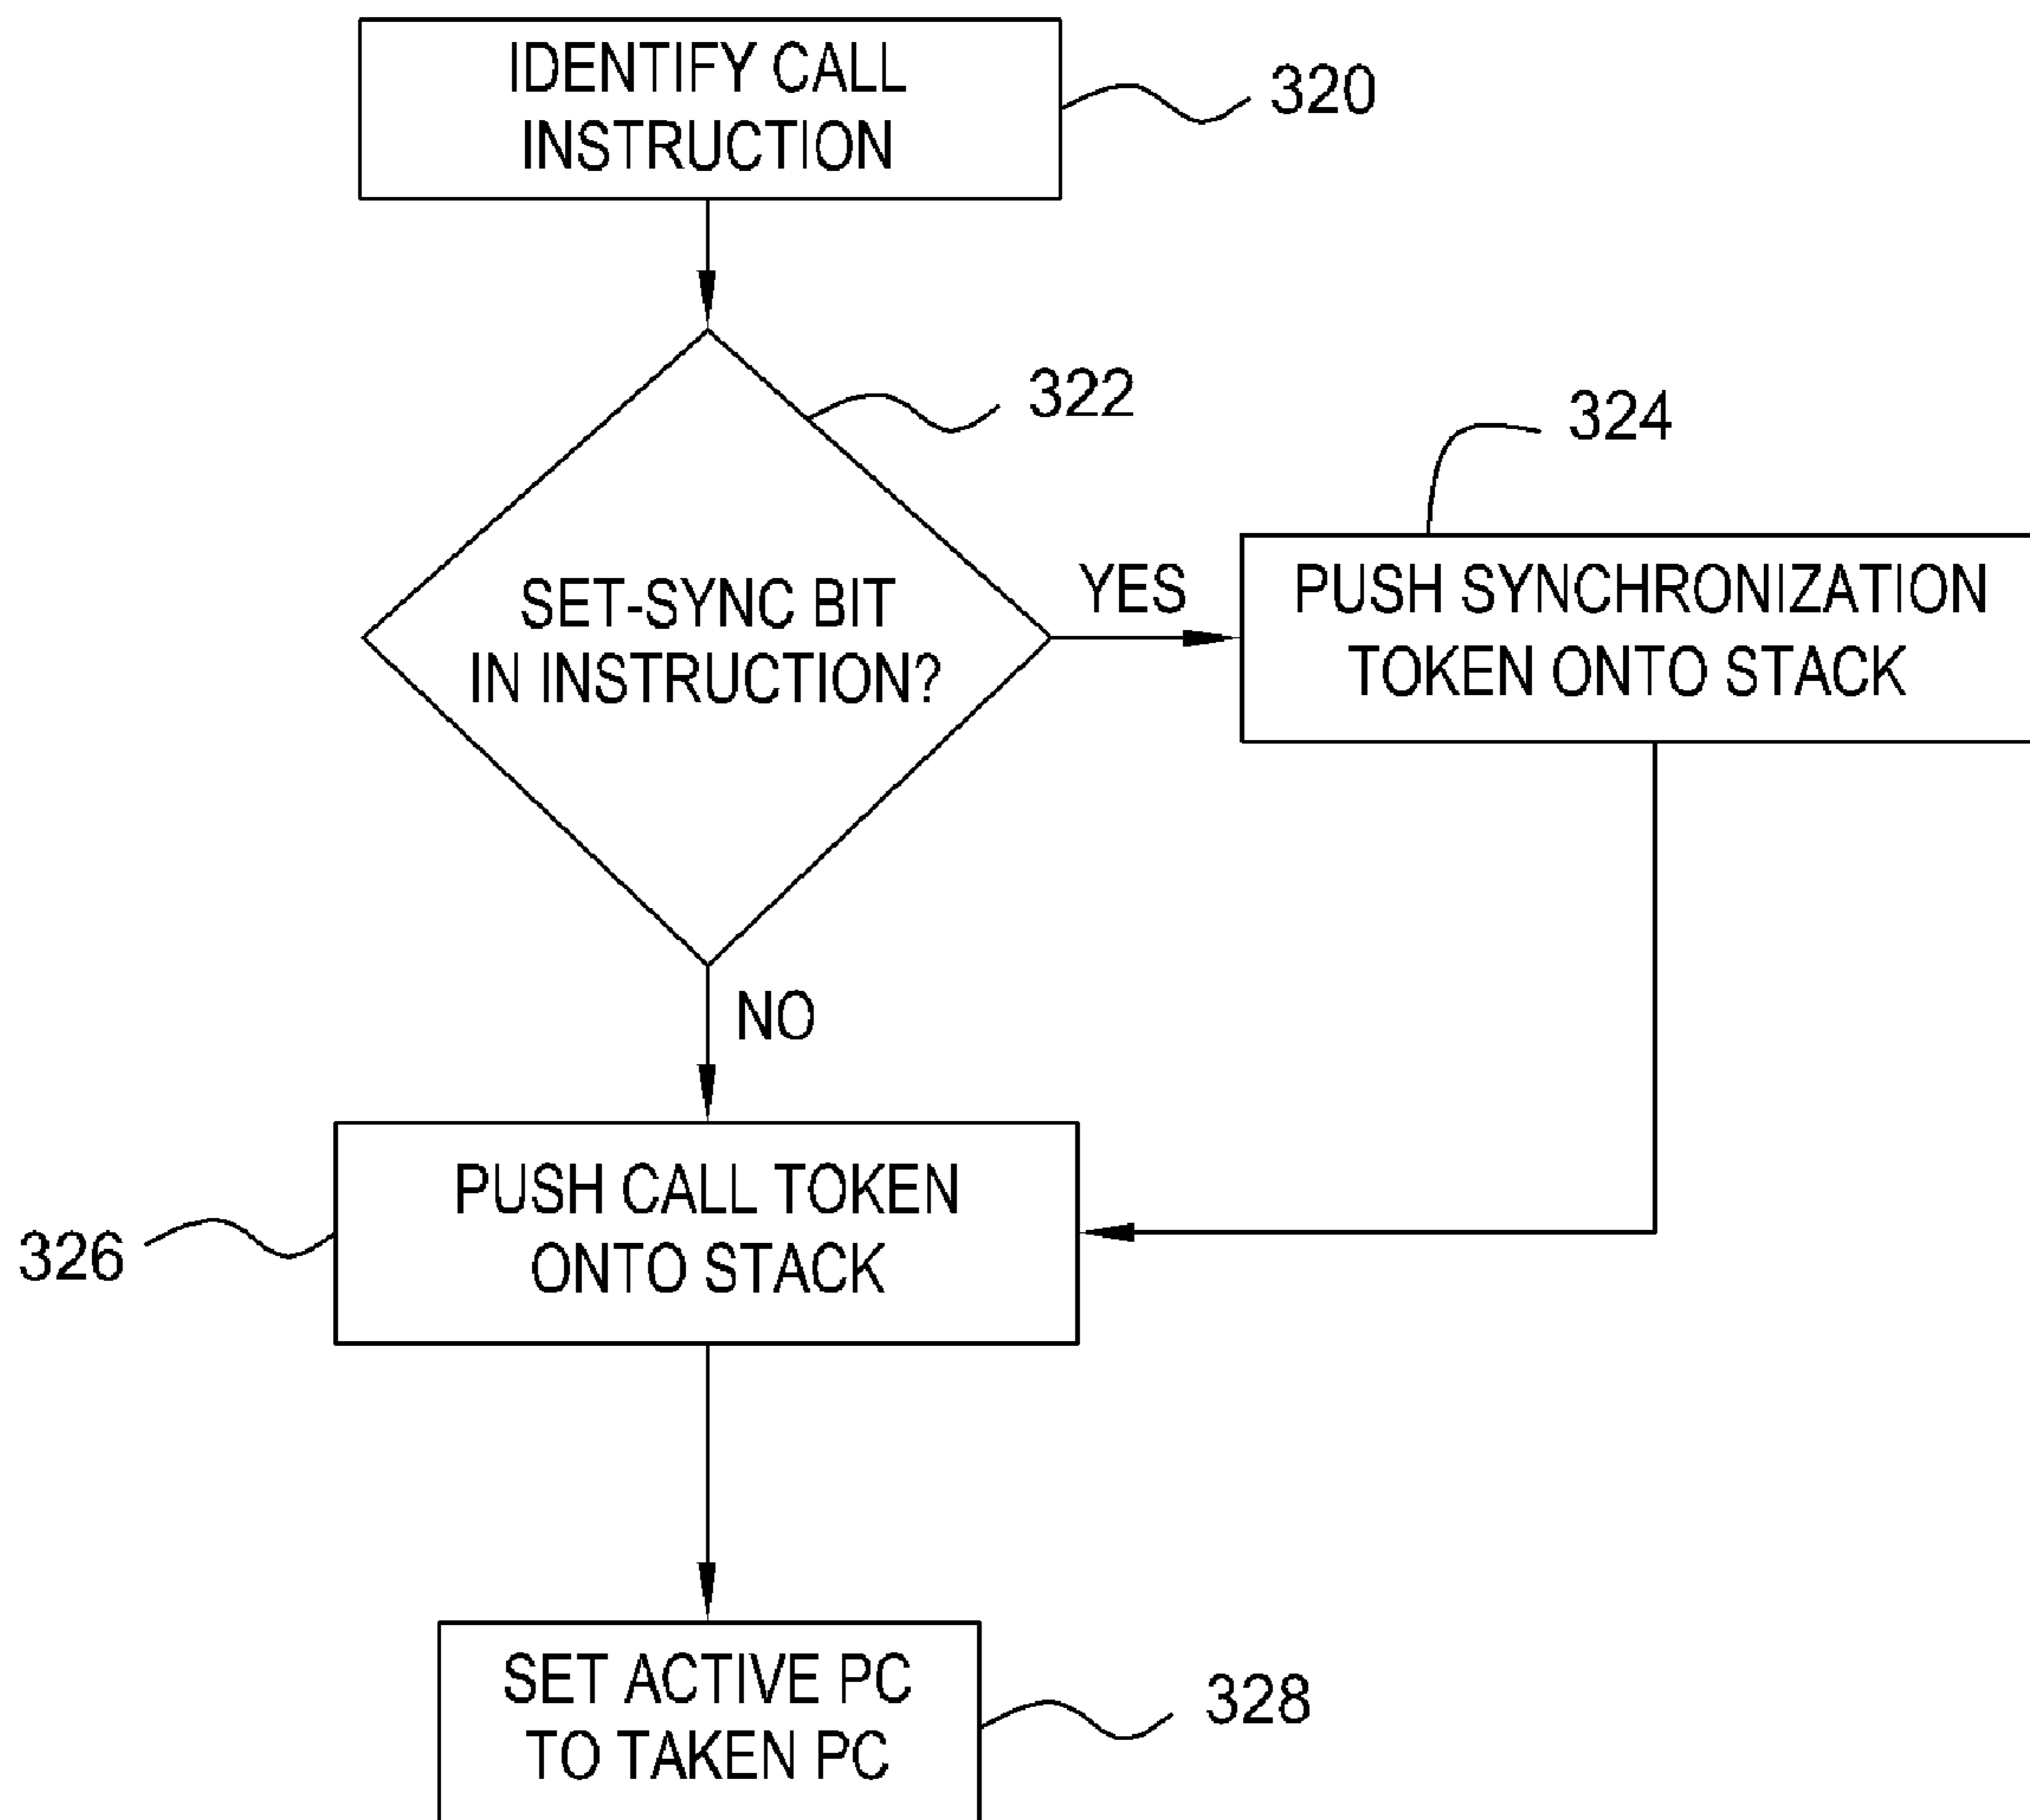 IDENTIFY CALL
INSTRUCTION
320
322
SET-SYNC BIT
IN INSTRUCTION?
YES
324
PUSH SYNCHRONIZATION
TOKEN ONTO STACK
NO
PUSH CALL TOKEN
ONTO STACK
326
SET ACTIVE PC
TO TAKEN PC
328